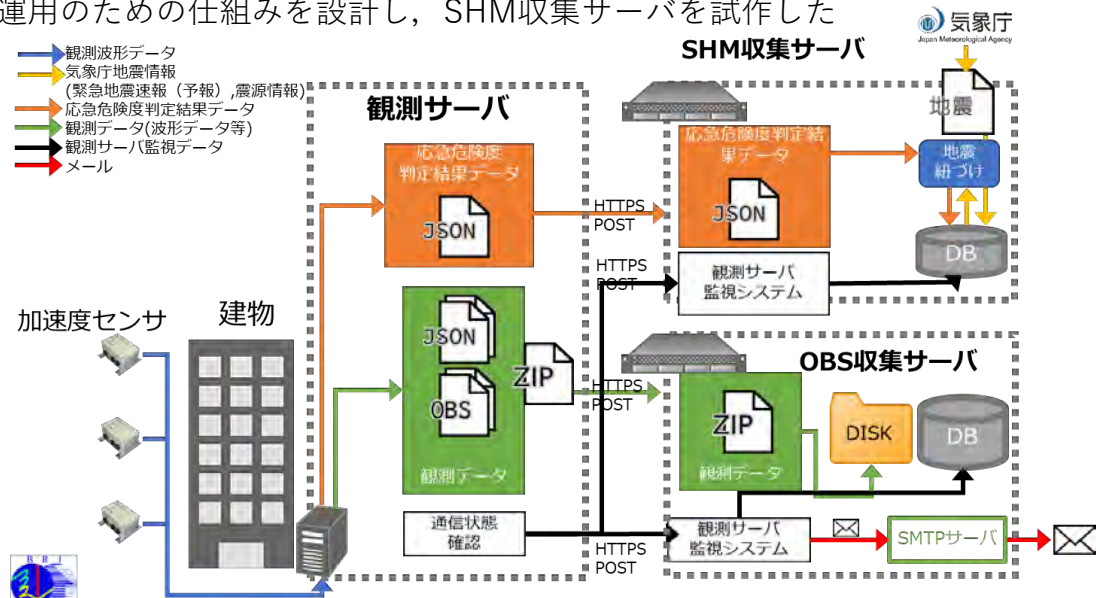 運用のための仕組みを設計し，SHM収集サーバを試作した
観測波形データ
気象庁地震情報
(緊急地震速報（予報）,震源情報)
応急危険度判定結果データ
観測データ(波形データ等)
観測サーバ監視データ
メール
気象庁
Japan Meteorological Agency
SHM収集サーバ
地震
応急危険度判定結
果データ
JSON
地震
紐づけ
DB
観測サーバ
監視システム
観測サーバ
応急危険度
判定結果データ
JSON
HTTPS
POST
HTTPS
POST
JSON
OBS
ZIP
観測データ
HTTPS
POST
通信状態
確認
HTTPS
POST
加速度センサ
建物
OBS収集サーバ
ZIP
観測データ
DISK
DB
観測サーバ
監視システム
SMTPサーバ
B R I